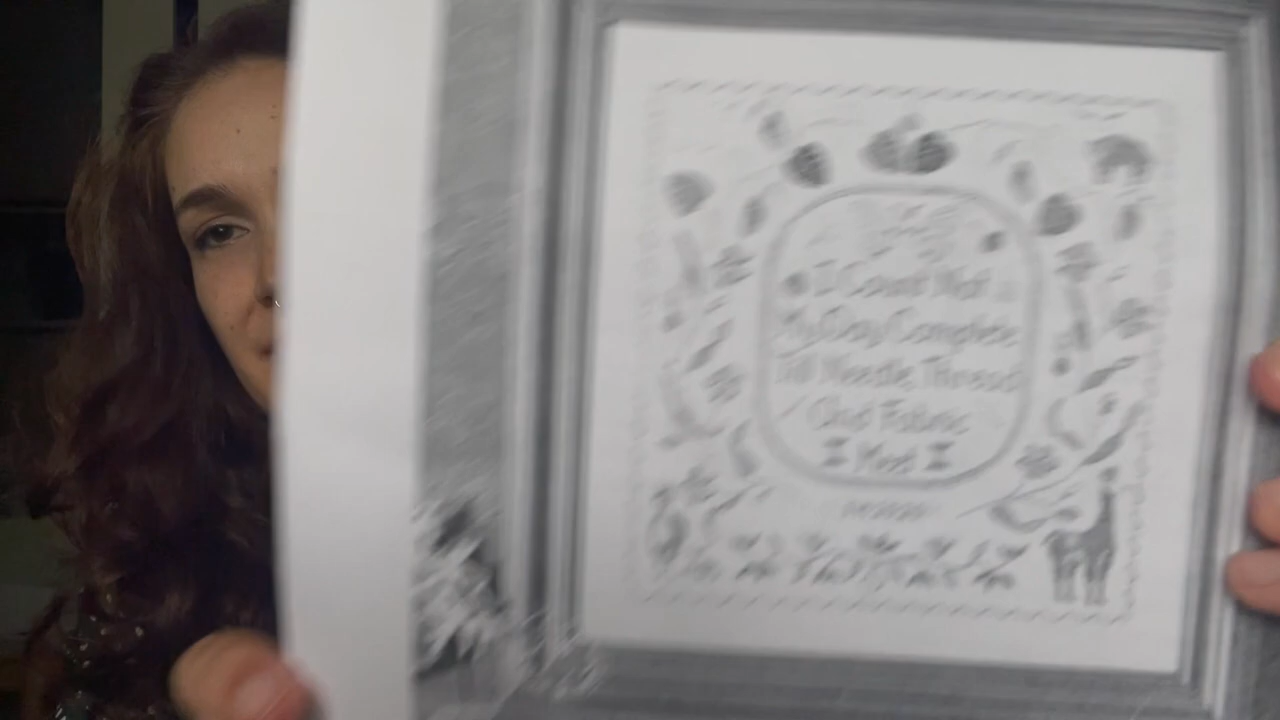 I Count Not
My Day Complete
Till Needle, Thread
And Fabric
Meet